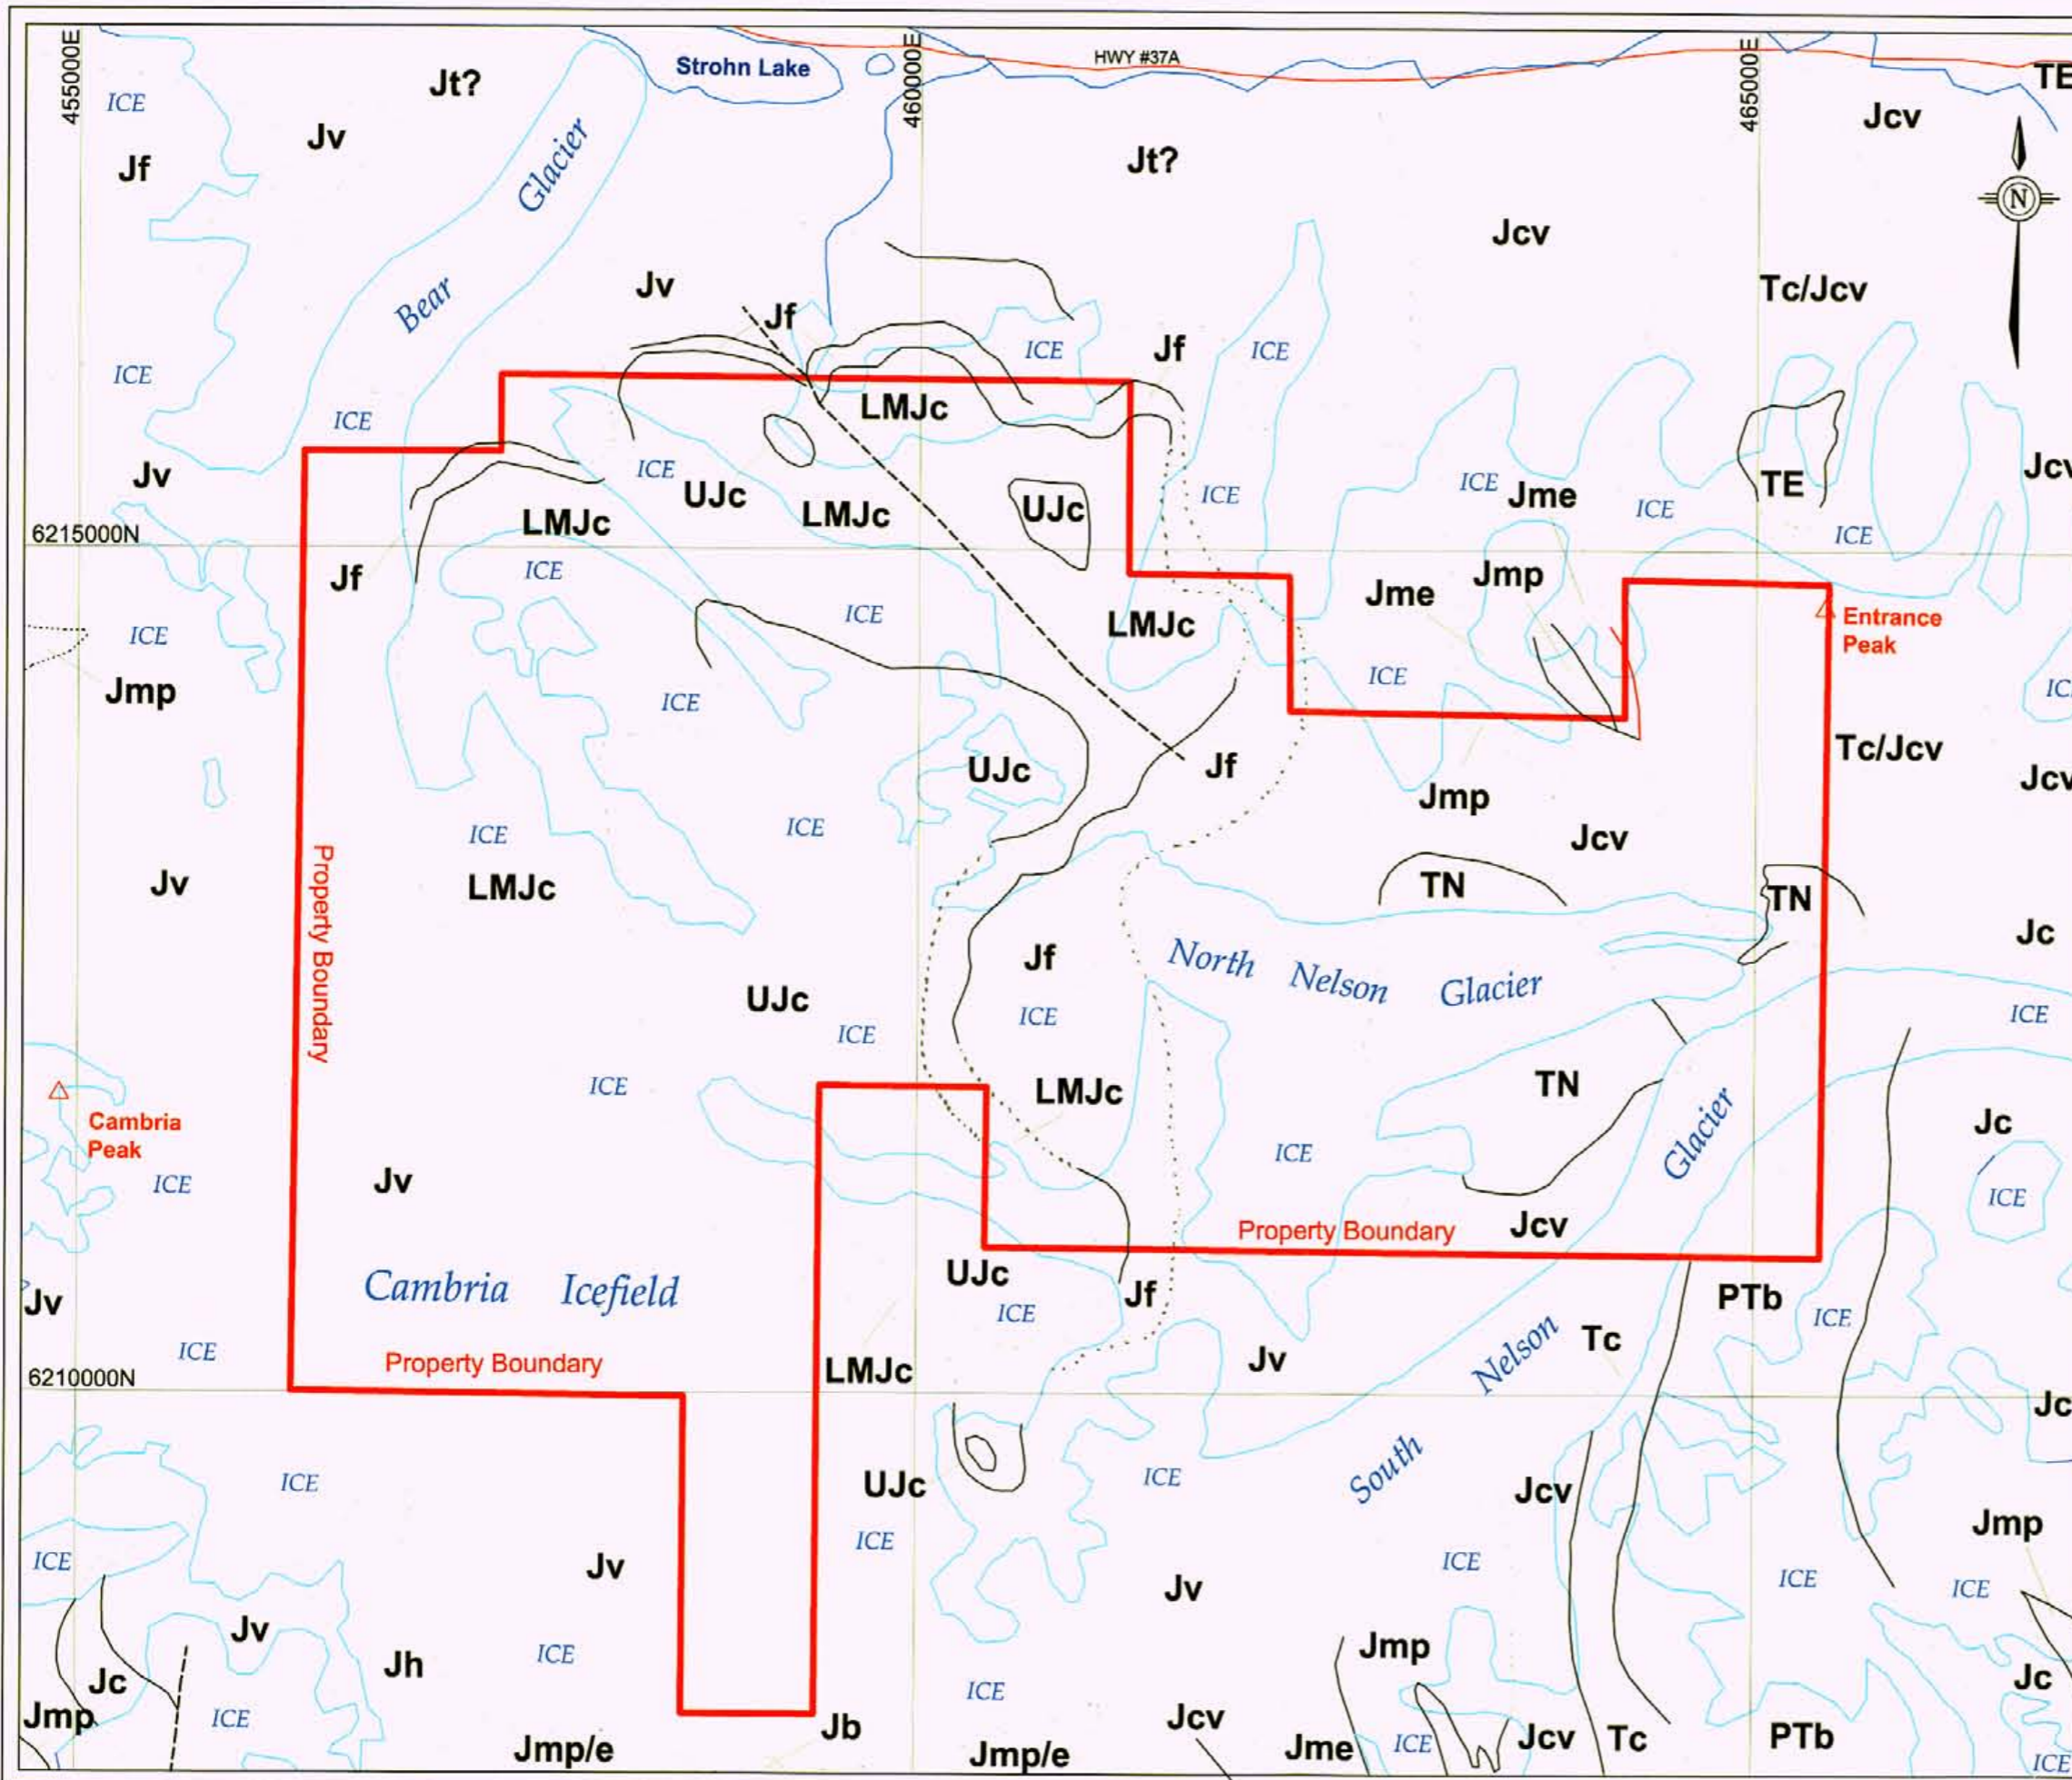 455000E
460000E
465000E
HWY #37A
Strohn Lake
Jt?
ICE
Jv
Jf
Glacier
Jt?
Jcv
N
Jcv
Bear
Jv
Jf
Tc/Jcv
ICE
Jf
ICE
ICE
ICE
LMJc
Jv
ICE
UJc
LMJc
LMJc
UJc
ICE
ICE
Jme
ICE
TE
ICE
6215000N
Jf
ICE
ICE
LMJc
Jme
Jmp
Entrance
Peak
ICE
Jmp
ICE
ICE
UJc
Jf
Tc/Jcv
Jmp
Jcv
ICE
ICE
Jv
LMJc
TN
TN
Property Boundary
Jf
North Nelson Glacier
Jc
UJc
ICE
ICE
ICE
Cambria
Peak
ICE
ICE
LMJc
TN
Glacier
Jc
ICE
ICE
Jv
Property Boundary
Jcv
Cambria Icefield
UJc
ICE
Jf
PTb
ICE
Jv
ICE
Property Boundary
LMJc
Jv
Nelson
Tc
6210000N
ICE
UJc
ICE
ICE
South
Jcv
Jmp
ICE
Jv
Jv
ICE
ICE
ICE
Jv
Jh
ICE
ICE
Jmp
Jc
Jc
Jmp
ICE
Jmp/e
Jb
Jmp/e
Jcv
Jme
ICE
Jcv
Tc
PTb
ICE